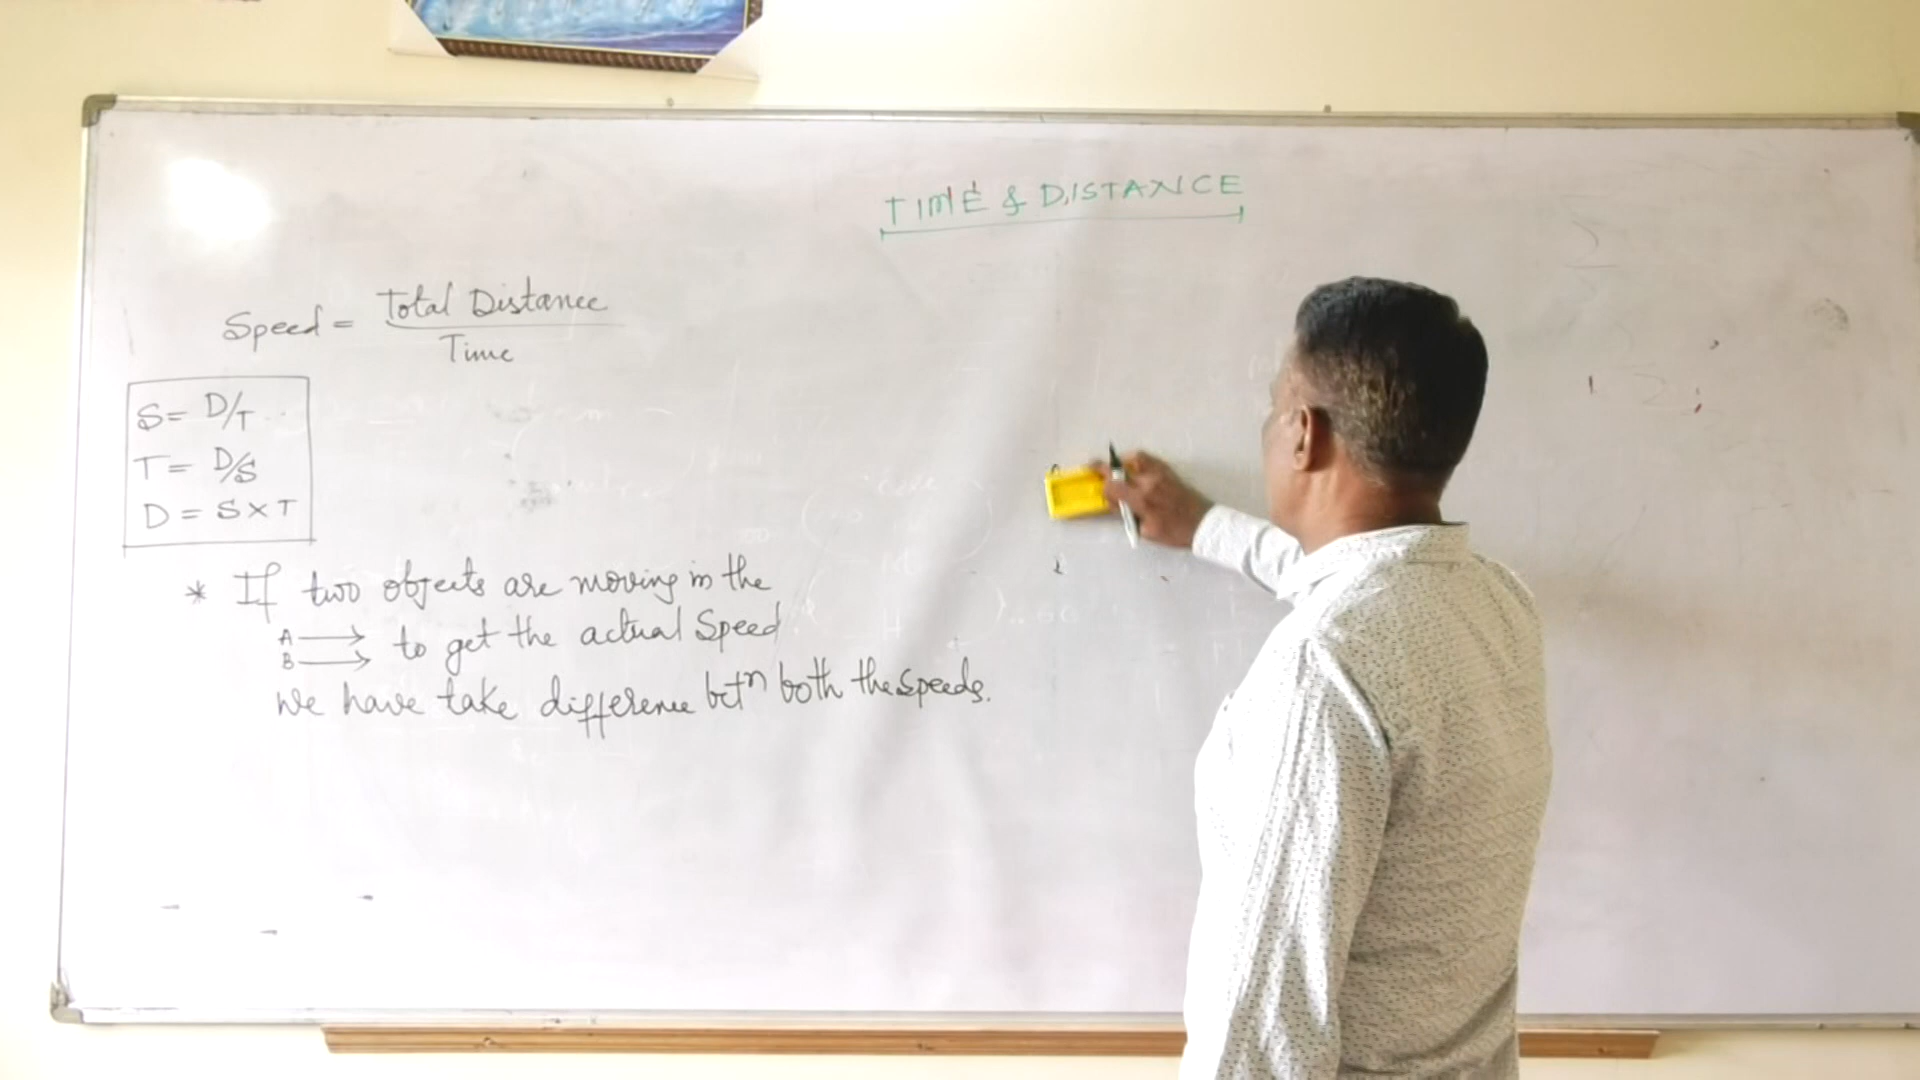 TIME & DISTANCE
Speed = Total Distance / Time
S = D/T
T = D/S
D = S × T
* If two objects are moving in the
A → B → to get the actual Speed
we have take difference betn both the speeds.